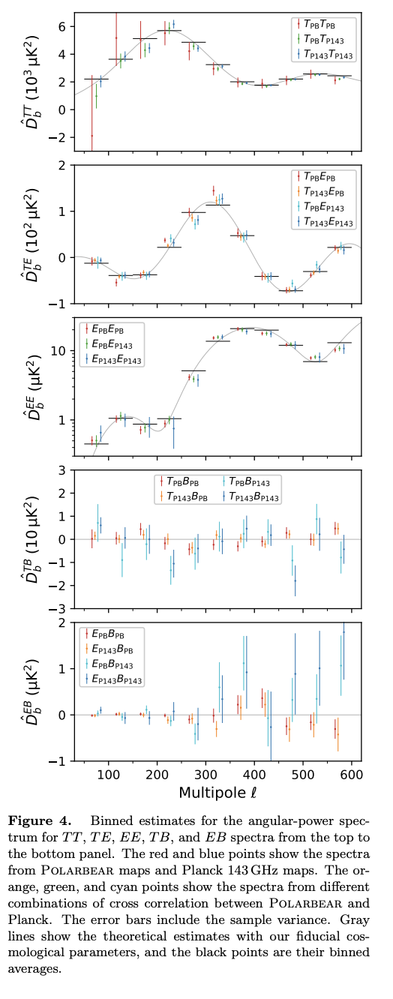 6
4
2
0
−2
D̂_b^TT (10³ μK²)
T_PB T_PB
T_PB T_P143
T_P143 T_P143
2
1
0
−1
D̂_b^TE (10² μK²)
T_PB E_PB
T_P143 E_PB
T_PB E_P143
T_P143 E_P143
10
1
D̂_b^EE (μK²)
E_PB E_PB
E_PB E_P143
E_P143 E_P143
3
2
1
0
−1
−2
−3
D̂_b^TB (10 μK²)
T_PB B_PB
T_P143 B_PB
T_PB B_P143
T_P143 B_P143
2
1
0
−1
D̂_b^EB (μK²)
E_PB B_PB
E_P143 B_PB
E_PB B_P143
E_P143 B_P143
100 200 300 400 500 600
Multipole ℓ
Figure 4. Binned estimates for the angular-power spec-
trum for TT, TE, EE, TB, and EB spectra from the top to
the bottom panel. The red and blue points show the spectra
from POLARBEAR maps and Planck 143 GHz maps. The or-
ange, green, and cyan points show the spectra from different
combinations of cross correlation between POLARBEAR and
Planck. The error bars include the sample variance. Gray
lines show the theoretical estimates with our fiducial cos-
mological parameters, and the black points are their binned
averages.